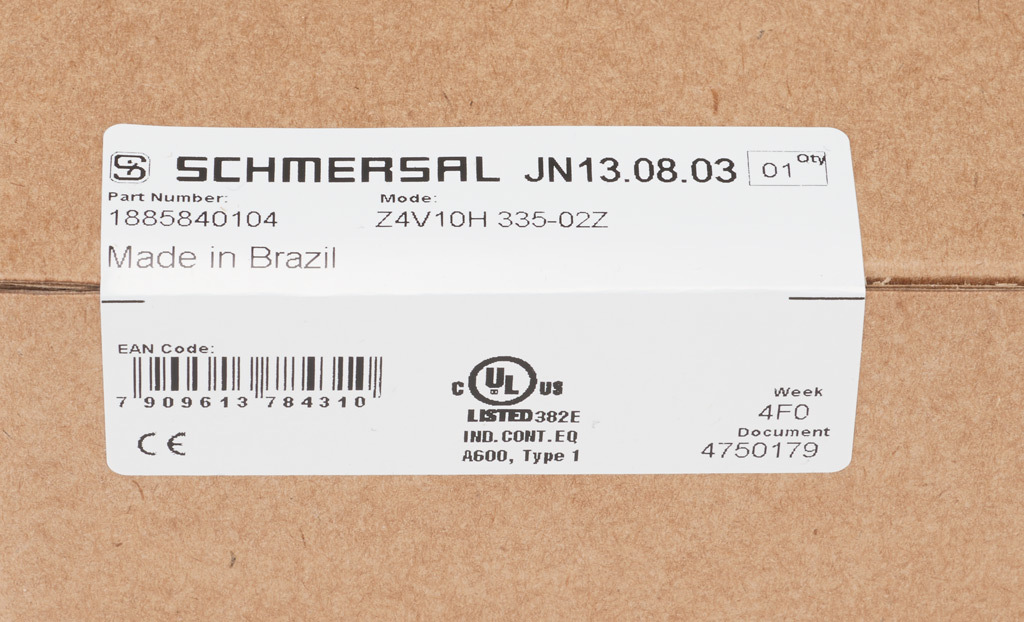 SCHMERSAL JN13.08.03 01 Qty
Part Number: Mode:
1885840104 Z4V10H 335-02Z
Made in Brazil
EAN Code:
7 909613 784310
C UL US
LISTED 382E
IND. CONT. EQ
A600, Type 1
CE
Week
4F0
Document
4750179